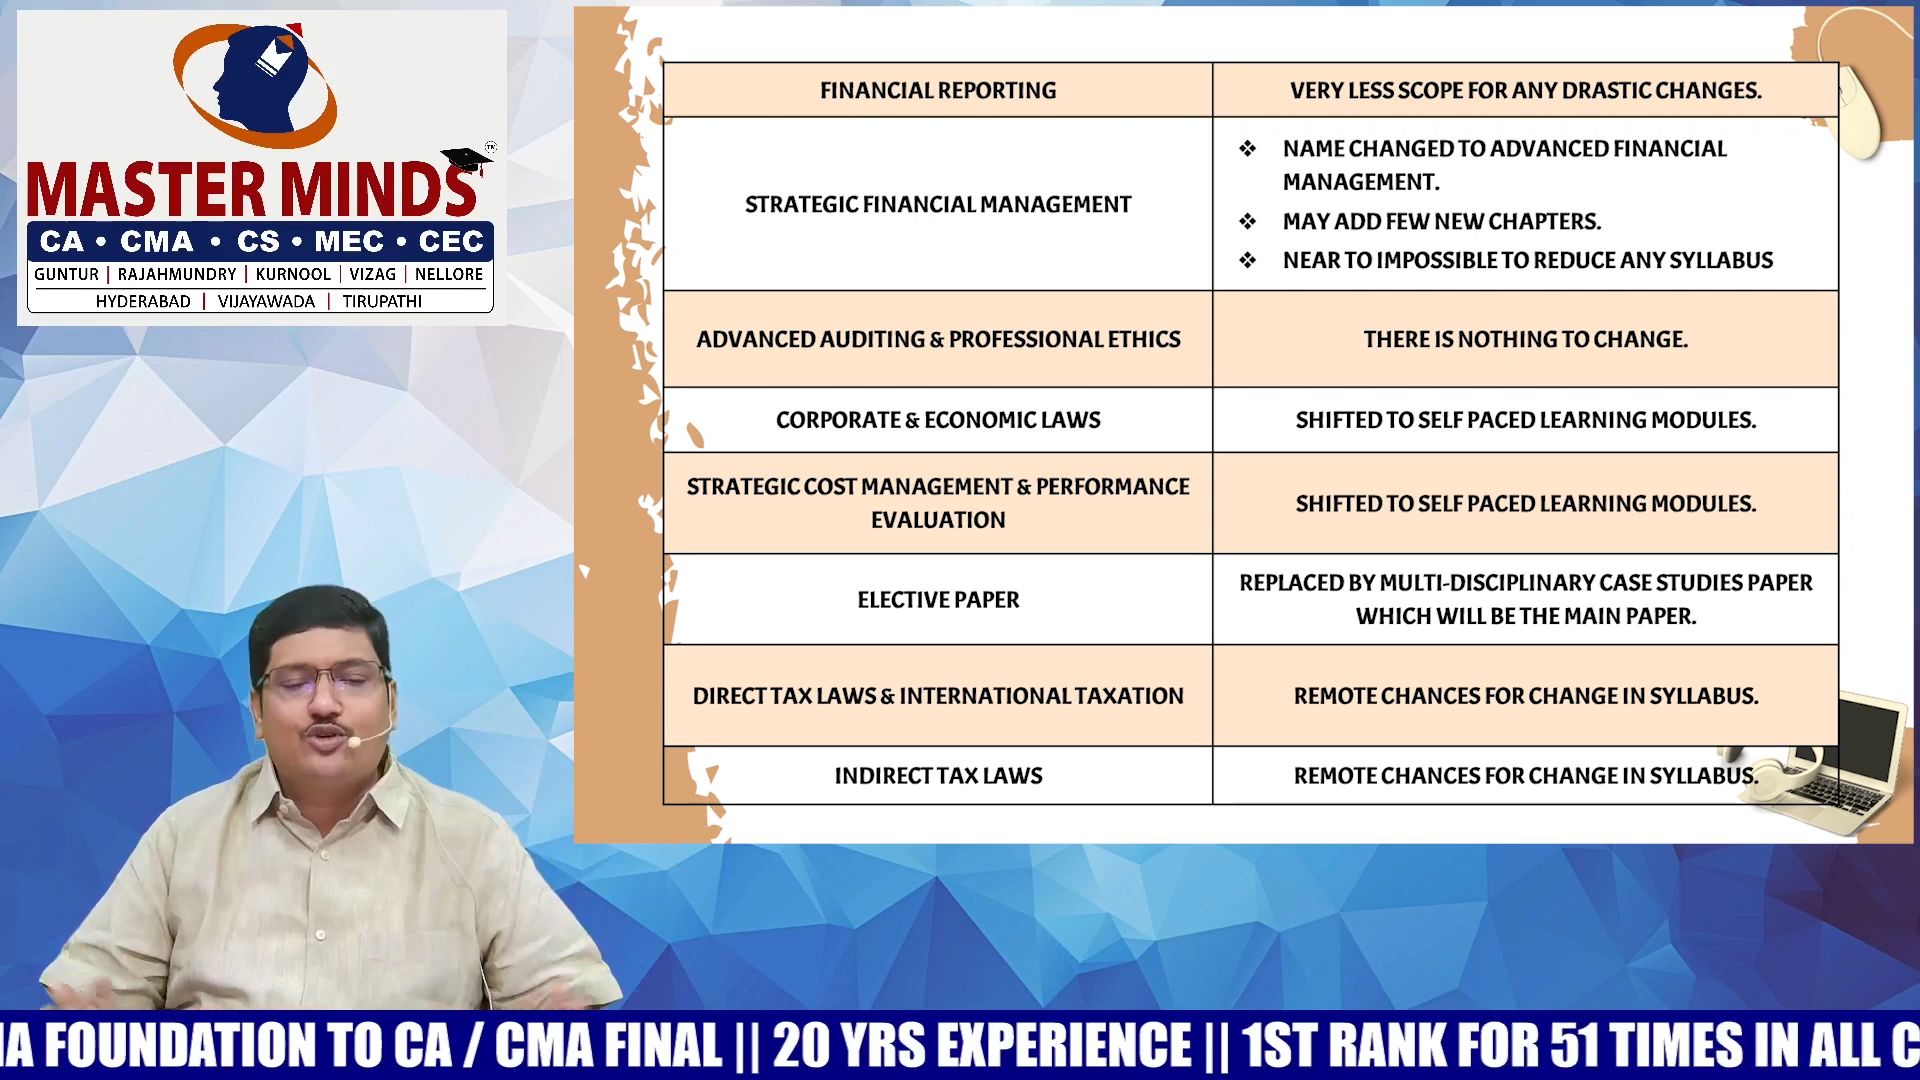 TM
MASTER MINDS
CA • CMA • CS • MEC • CEC
GUNTUR | RAJAHMUNDRY | KURNOOL | VIZAG | NELLORE
HYDERABAD | VIJAYAWADA | TIRUPATHI
FINANCIAL REPORTING
VERY LESS SCOPE FOR ANY DRASTIC CHANGES.
STRATEGIC FINANCIAL MANAGEMENT
❖ NAME CHANGED TO ADVANCED FINANCIAL
MANAGEMENT.
❖ MAY ADD FEW NEW CHAPTERS.
❖ NEAR TO IMPOSSIBLE TO REDUCE ANY SYLLABUS
ADVANCED AUDITING & PROFESSIONAL ETHICS
THERE IS NOTHING TO CHANGE.
CORPORATE & ECONOMIC LAWS
SHIFTED TO SELF PACED LEARNING MODULES.
STRATEGIC COST MANAGEMENT & PERFORMANCE
EVALUATION
SHIFTED TO SELF PACED LEARNING MODULES.
ELECTIVE PAPER
REPLACED BY MULTI-DISCIPLINARY CASE STUDIES PAPER
WHICH WILL BE THE MAIN PAPER.
DIRECT TAX LAWS & INTERNATIONAL TAXATION
REMOTE CHANCES FOR CHANGE IN SYLLABUS.
INDIRECT TAX LAWS
REMOTE CHANCES FOR CHANGE IN SYLLABUS.
FOUNDATION TO CA / CMA FINAL || 20 YRS EXPERIENCE || 1ST RANK FOR 51 TIMES IN ALL